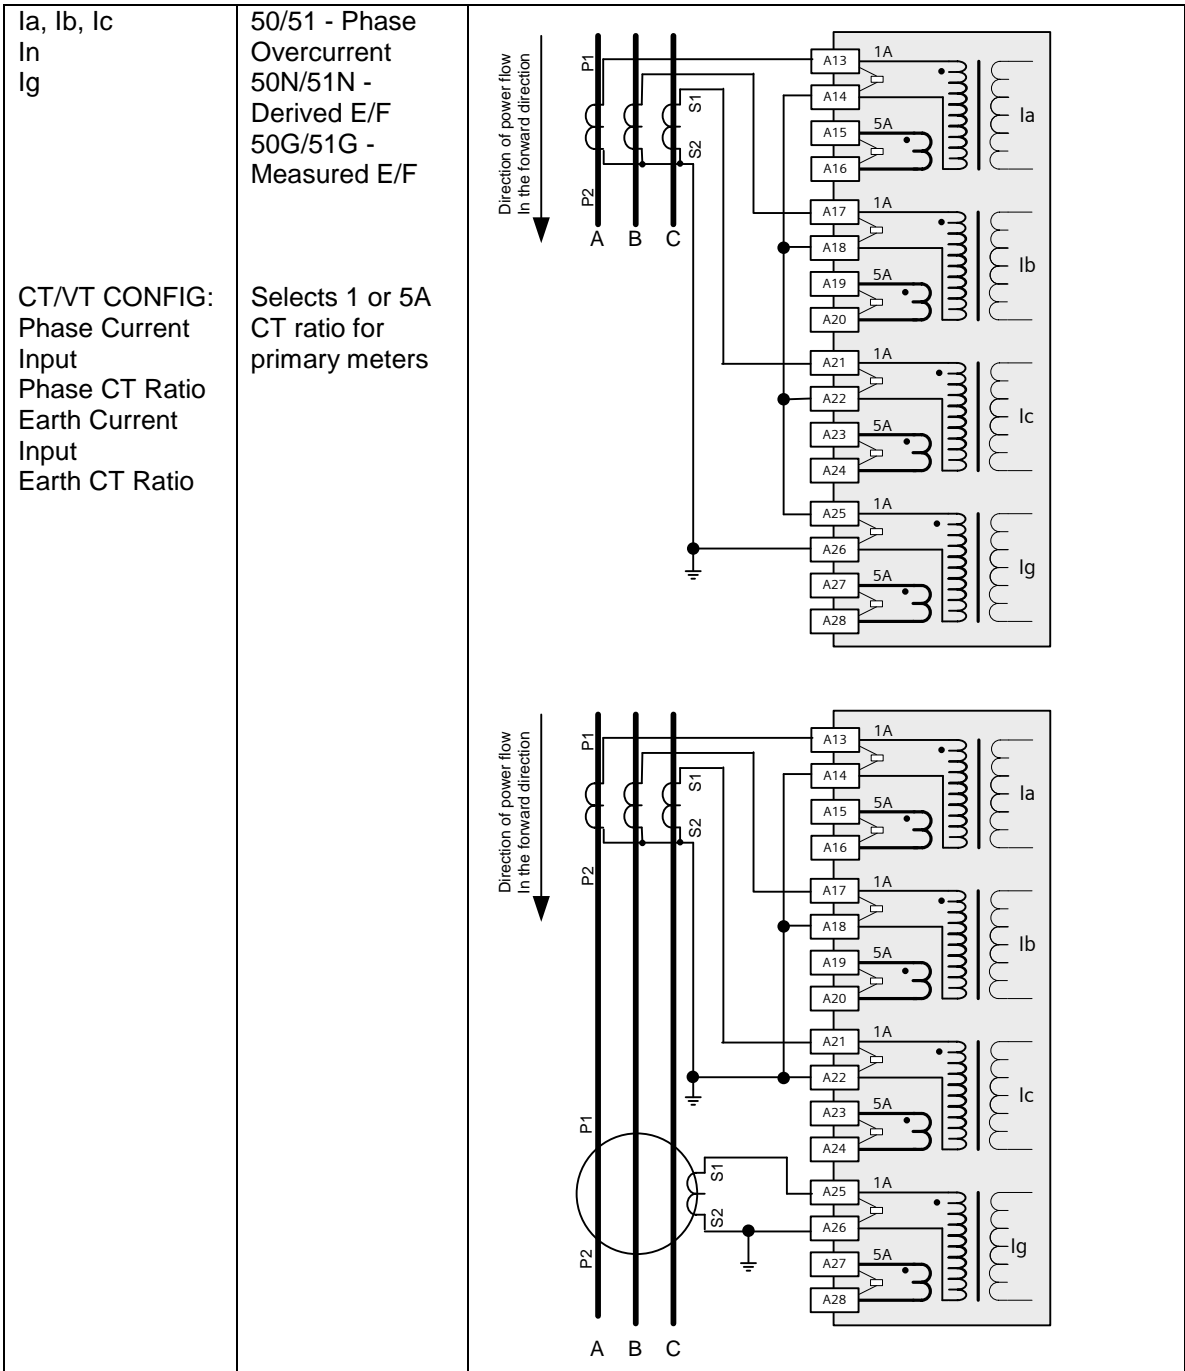 Ia, Ib, Ic
In
Ig
CT/VT CONFIG:
Phase Current
Input
Phase CT Ratio
Earth Current
Input
Earth CT Ratio
50/51 - Phase
Overcurrent
50N/51N -
Derived E/F
50G/51G -
Measured E/F
Selects 1 or 5A
CT ratio for
primary meters
Direction of power flow
In the forward direction
P1
P2
S1
S2
A B C
A13
1A
A14
A15
5A
A16
Ia
A17
1A
A18
A19
5A
A20
Ib
A21
1A
A22
A23
5A
A24
Ic
A25
1A
A26
A27
5A
A28
Ig
Direction of power flow
In the forward direction
P1
P2
S1
S2
P1
P2
S1
S2
A B C
A13
1A
A14
A15
5A
A16
Ia
A17
1A
A18
A19
5A
A20
Ib
A21
1A
A22
A23
5A
A24
Ic
A25
1A
A26
A27
5A
A28
Ig